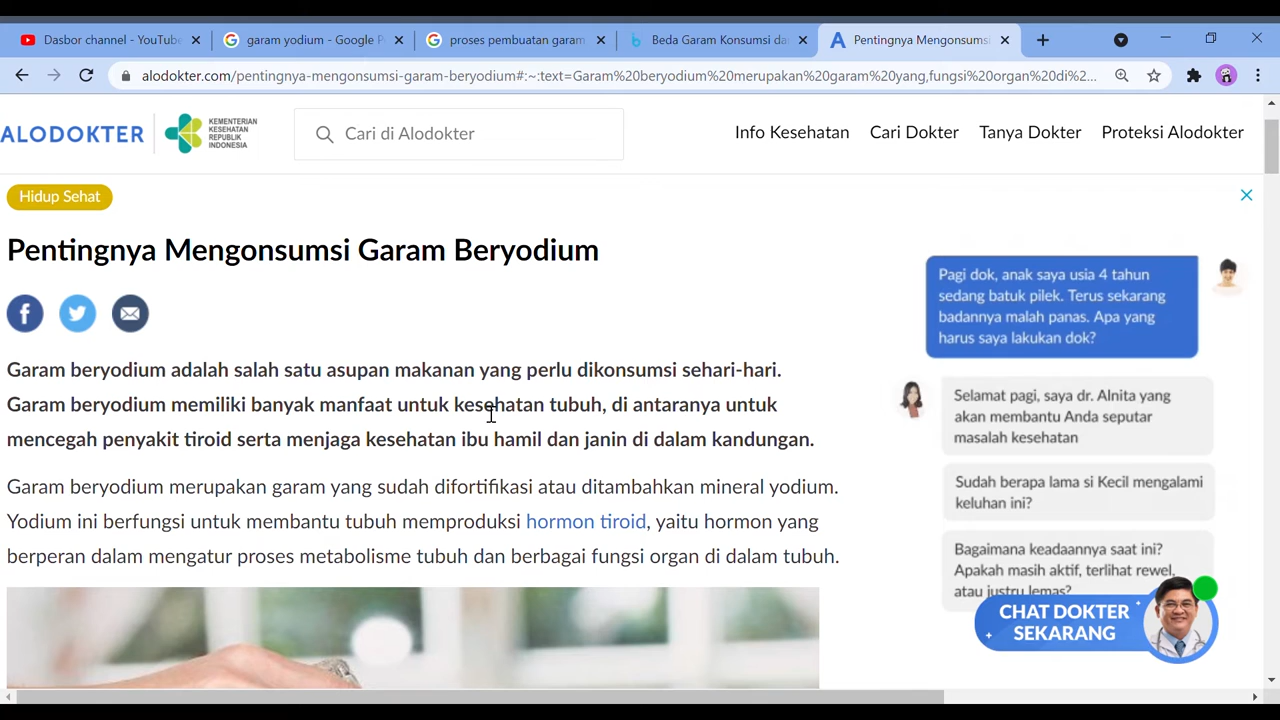 Dasbor channel - YouTube
garam yodium - Google P
proses pembuatan garam
Beda Garam Konsumsi da
Pentingnya Mengonsumsi
alodokter.com/pentingnya-mengonsumsi-garam-beryodium#:~:text=Garam%20beryodium%20merupakan%20garam%20yang,fungsi%20organ%20di%2...
ALODOKTER
KEMENTERIAN
KESEHATAN
REPUBLIK
INDONESIA
Cari di Alodokter
Info Kesehatan
Cari Dokter
Tanya Dokter
Proteksi Alodokter
Hidup Sehat
Pentingnya Mengonsumsi Garam Beryodium
Garam beryodium adalah salah satu asupan makanan yang perlu dikonsumsi sehari-hari.
Garam beryodium memiliki banyak manfaat untuk kesehatan tubuh, di antaranya untuk
mencegah penyakit tiroid serta menjaga kesehatan ibu hamil dan janin di dalam kandungan.
Garam beryodium merupakan garam yang sudah difortifikasi atau ditambahkan mineral yodium.
Yodium ini berfungsi untuk membantu tubuh memproduksi hormon tiroid, yaitu hormon yang
berperan dalam mengatur proses metabolisme tubuh dan berbagai fungsi organ di dalam tubuh.
Pagi dok, anak saya usia 4 tahun
sedang batuk pilek. Terus sekarang
badannya malah panas. Apa yang
harus saya lakukan dok?
Selamat pagi, saya dr. Alnita yang
akan membantu Anda seputar
masalah kesehatan
Sudah berapa lama si Kecil mengalami
keluhan ini?
Bagaimana keadaannya saat ini?
Apakah masih aktif, terlihat rewel,
atau justru lemas?
CHAT DOKTER
SEKARANG